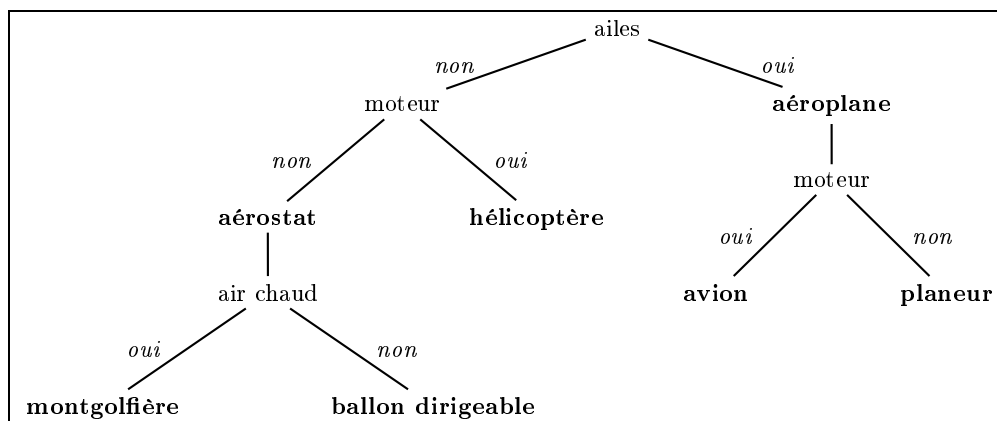 ailes
non oui
moteur aéroplane
non oui moteur
aérostat hélicoptère
oui non
air chaud avion planeur
oui non
montgolfière ballon dirigeable